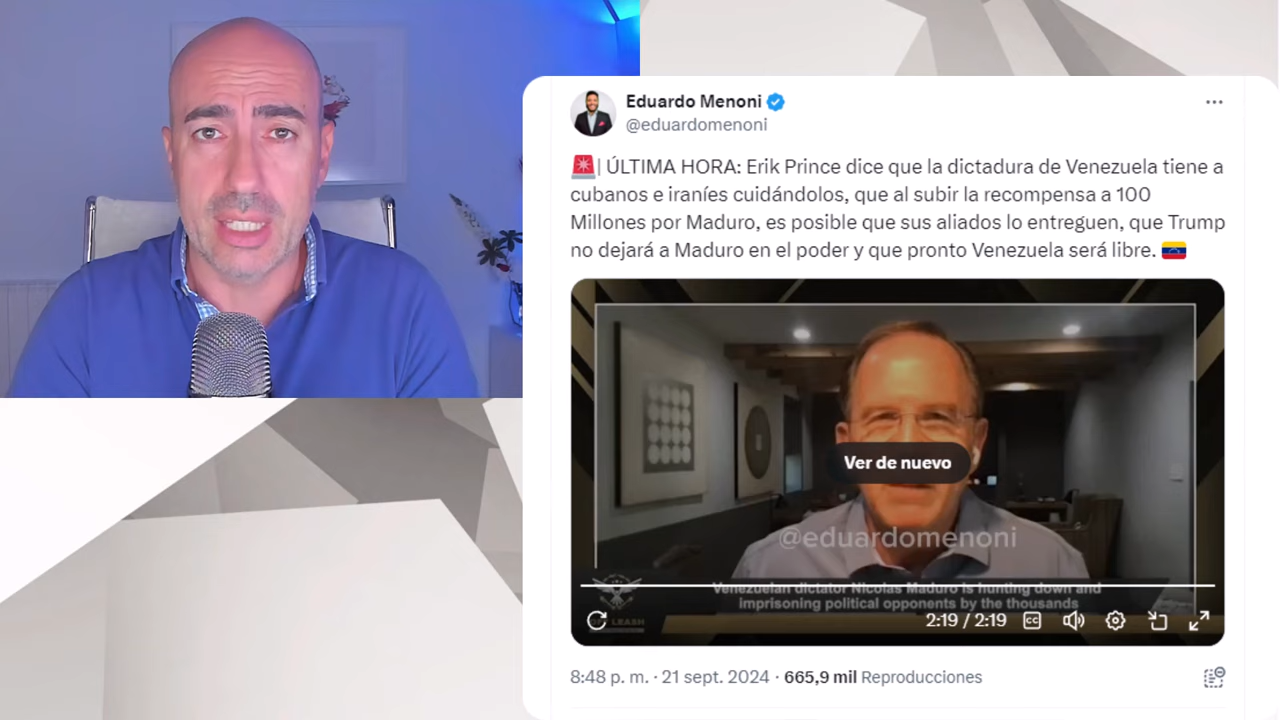 Eduardo Menoni
@eduardomenoni
🚨| ÚLTIMA HORA: Erik Prince dice que la dictadura de Venezuela tiene a
cubanos e iraníes cuidándolos, que al subir la recompensa a 100
Millones por Maduro, es posible que sus aliados lo entreguen, que Trump
no dejará a Maduro en el poder y que pronto Venezuela será libre. 🇻🇪
Ver de nuevo
@eduardomenoni
Venezuelan dictator Nicolas Maduro is hunting down and
imprisoning political opponents by the thousands
LEASH
2:19 / 2:19
CC
8:48 p. m. · 21 sept. 2024 · 665,9 mil Reproducciones